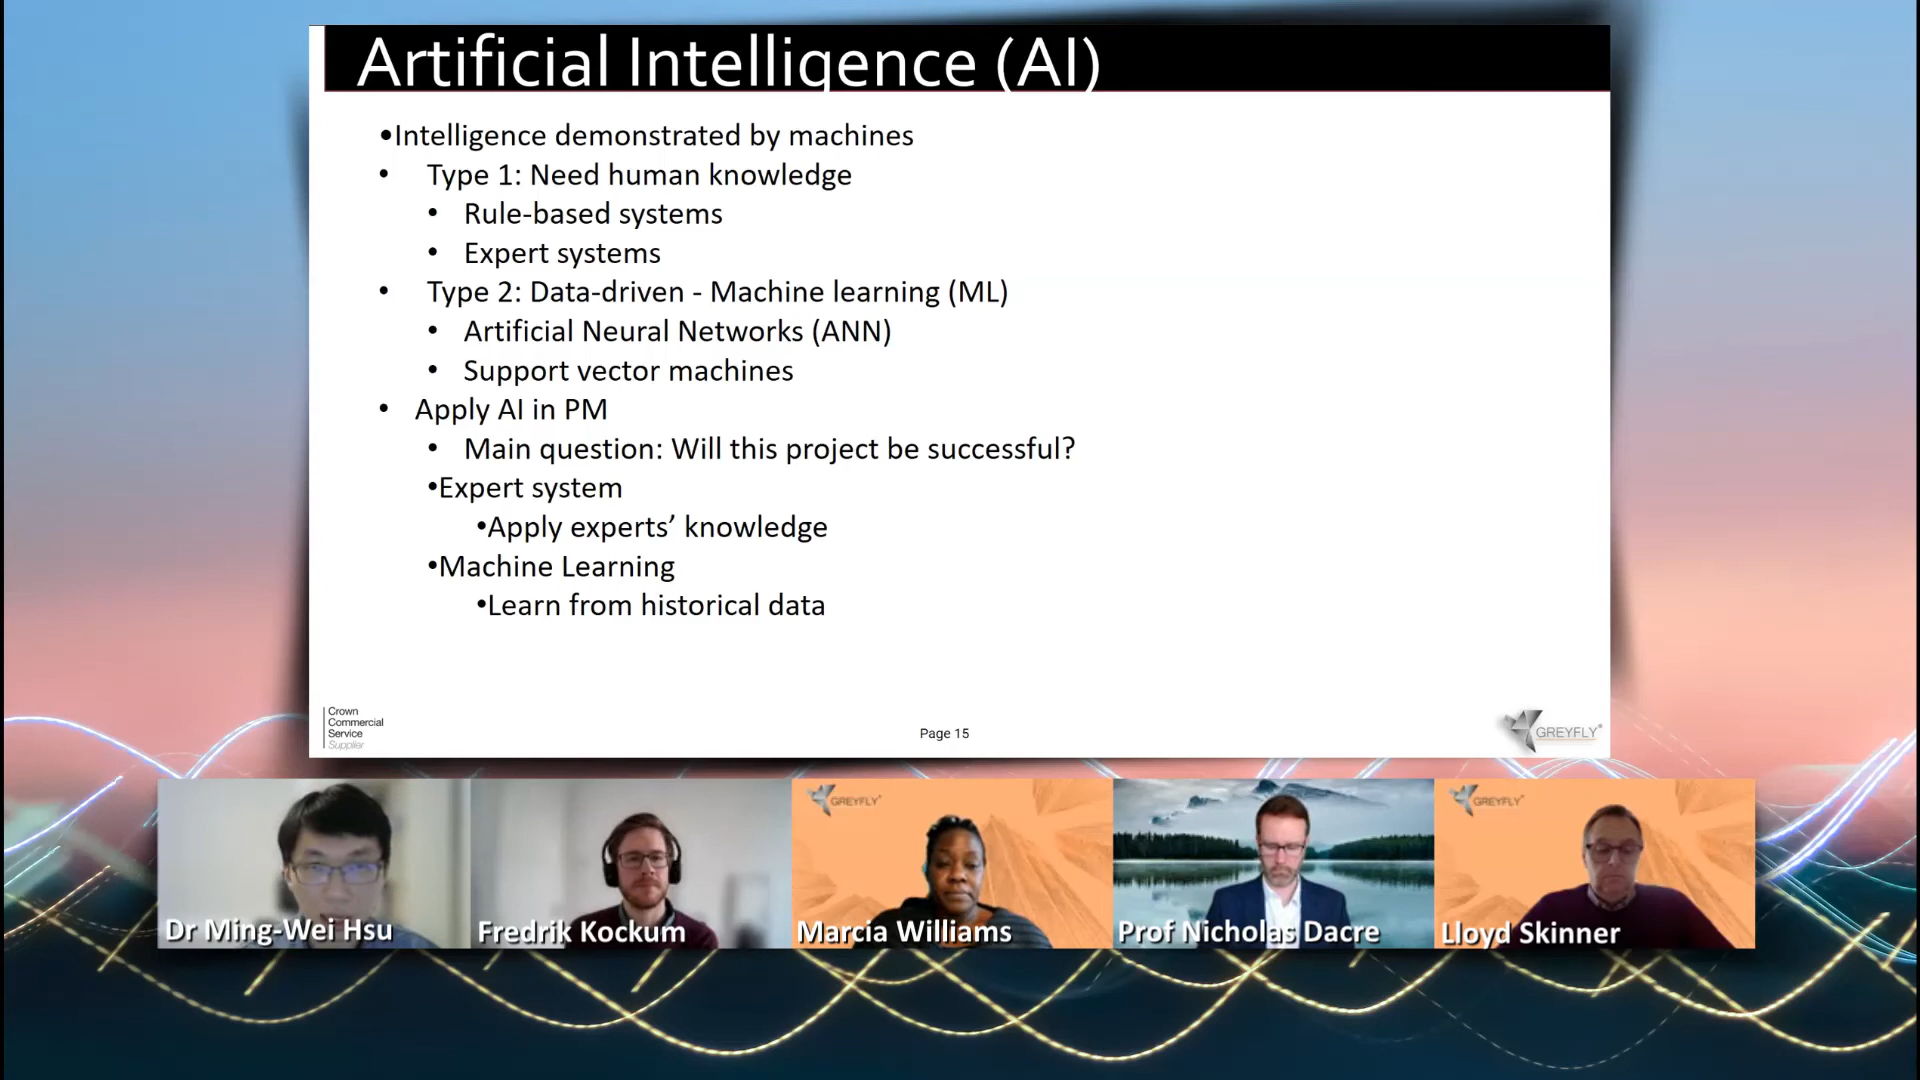 Artificial Intelligence (AI)
•Intelligence demonstrated by machines
• Type 1: Need human knowledge
• Rule-based systems
• Expert systems
• Type 2: Data-driven - Machine learning (ML)
• Artificial Neural Networks (ANN)
• Support vector machines
• Apply AI in PM
• Main question: Will this project be successful?
•Expert system
•Apply experts’ knowledge
•Machine Learning
•Learn from historical data
Crown
Commercial
Service
Supplier
Page 15
GREYFLY®
GREYFLY®
GREYFLY®
Dr Ming-Wei Hsu
Fredrik Kockum
Marcia Williams
Prof Nicholas Dacre
Lloyd Skinner